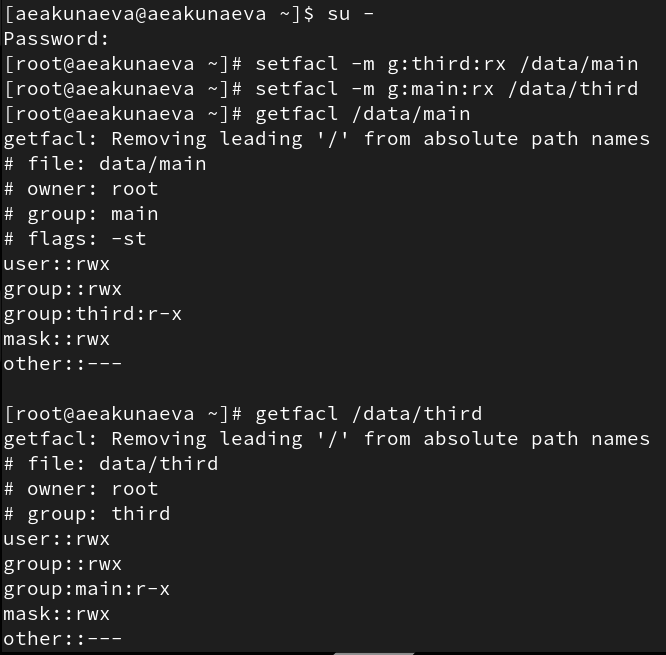 [aeakunaeva@aeakunaeva ~]$ su -
Password:
[root@aeakunaeva ~]# setfacl -m g:third:rx /data/main
[root@aeakunaeva ~]# setfacl -m g:main:rx /data/third
[root@aeakunaeva ~]# getfacl /data/main
getfacl: Removing leading '/' from absolute path names
# file: data/main
# owner: root
# group: main
# flags: -st
user::rwx
group::rwx
group:third:r-x
mask::rwx
other::---

[root@aeakunaeva ~]# getfacl /data/third
getfacl: Removing leading '/' from absolute path names
# file: data/third
# owner: root
# group: third
user::rwx
group::rwx
group:main:r-x
mask::rwx
other::---